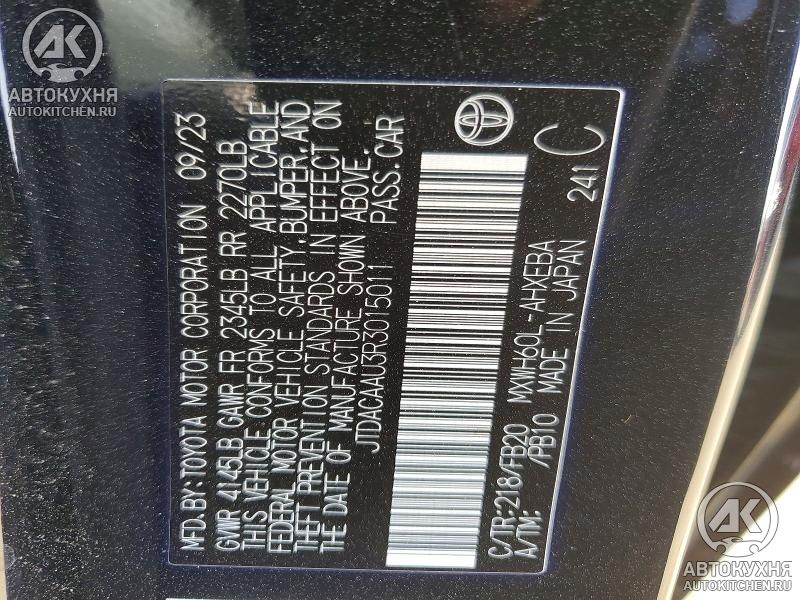 MFD. BY: TOYOTA MOTOR CORPORATION 09/23
GVWR 4145LB GAWR FR 2345LB RR 2270LB
THIS VEHICLE CONFORMS TO ALL APPLICABLE
FEDERAL MOTOR VEHICLE SAFETY, BUMPER, AND
THEFT PREVENTION STANDARDS IN EFFECT ON
THE DATE OF MANUFACTURE SHOWN ABOVE.
JTDACAAU3R3015011 PASS. CAR
C/TR: 218/FB20 MXWH60L-AHXEBA
A/TM: /PB10 MADE IN JAPAN 241 C
АК
АВТОКУХНЯ
AUTOKITCHEN.RU
АК
АВТОКУХНЯ
AUTOKITCHEN.RU